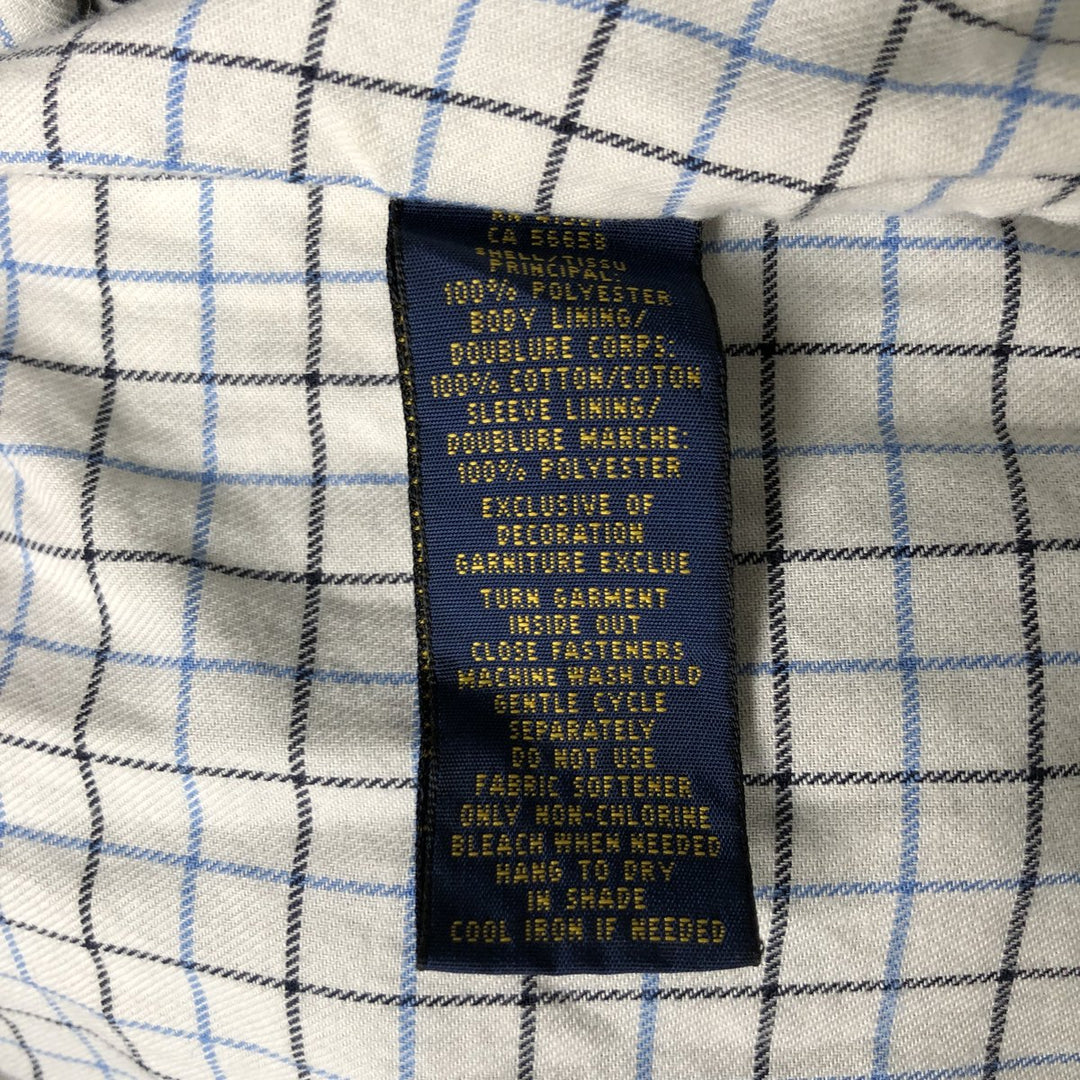 CA 56658
SHELL/TISSU
PRINCIPAL:
100% POLYESTER
BODY LINING/
DOUBLURE CORPS:
100% COTTON/COTON
SLEEVE LINING/
DOUBLURE MANCHE:
100% POLYESTER
EXCLUSIVE OF
DECORATION
GARNITURE EXCLUE
TURN GARMENT
INSIDE OUT
CLOSE FASTENERS
MACHINE WASH COLD
GENTLE CYCLE
SEPARATELY
DO NOT USE
FABRIC SOFTENER
ONLY NON-CHLORINE
BLEACH WHEN NEEDED
HANG TO DRY
IN SHADE
COOL IRON IF NEEDED